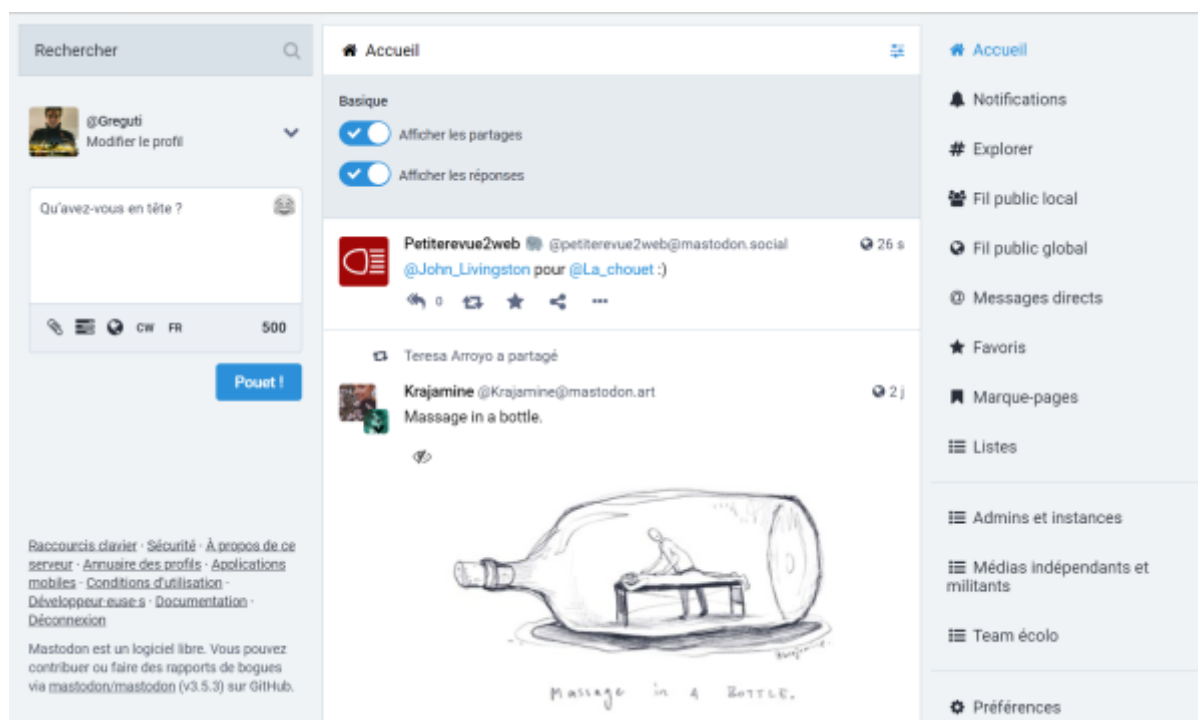 Rechercher
@Greguti
Modifier le profil
Qu'avez-vous en tête ?
CW FR 500
Pouet !
Raccourcis clavier · Sécurité · À propos de ce
serveur · Annuaire des profils · Applications
mobiles · Conditions d'utilisation ·
Développeur·euse·s · Documentation ·
Déconnexion
Mastodon est un logiciel libre. Vous pouvez
contribuer ou faire des rapports de bogues
via mastodon/mastodon (v3.5.3) sur GitHub.
Accueil
Basique
Afficher les partages
Afficher les réponses
Petiterevue2web @petiterevue2web@mastodon.social 26 s
@John_Livingston pour @La_chouet :)
0
Teresa Arroyo a partagé
Krajamine @Krajamine@mastodon.art 2 j
Massage in a bottle.
Massage in a BOTTLE.
Accueil
Notifications
# Explorer
Fil public local
Fil public global
@ Messages directs
Favoris
Marque-pages
Listes
Admins et instances
Médias indépendants et
militants
Team écolo
Préférences